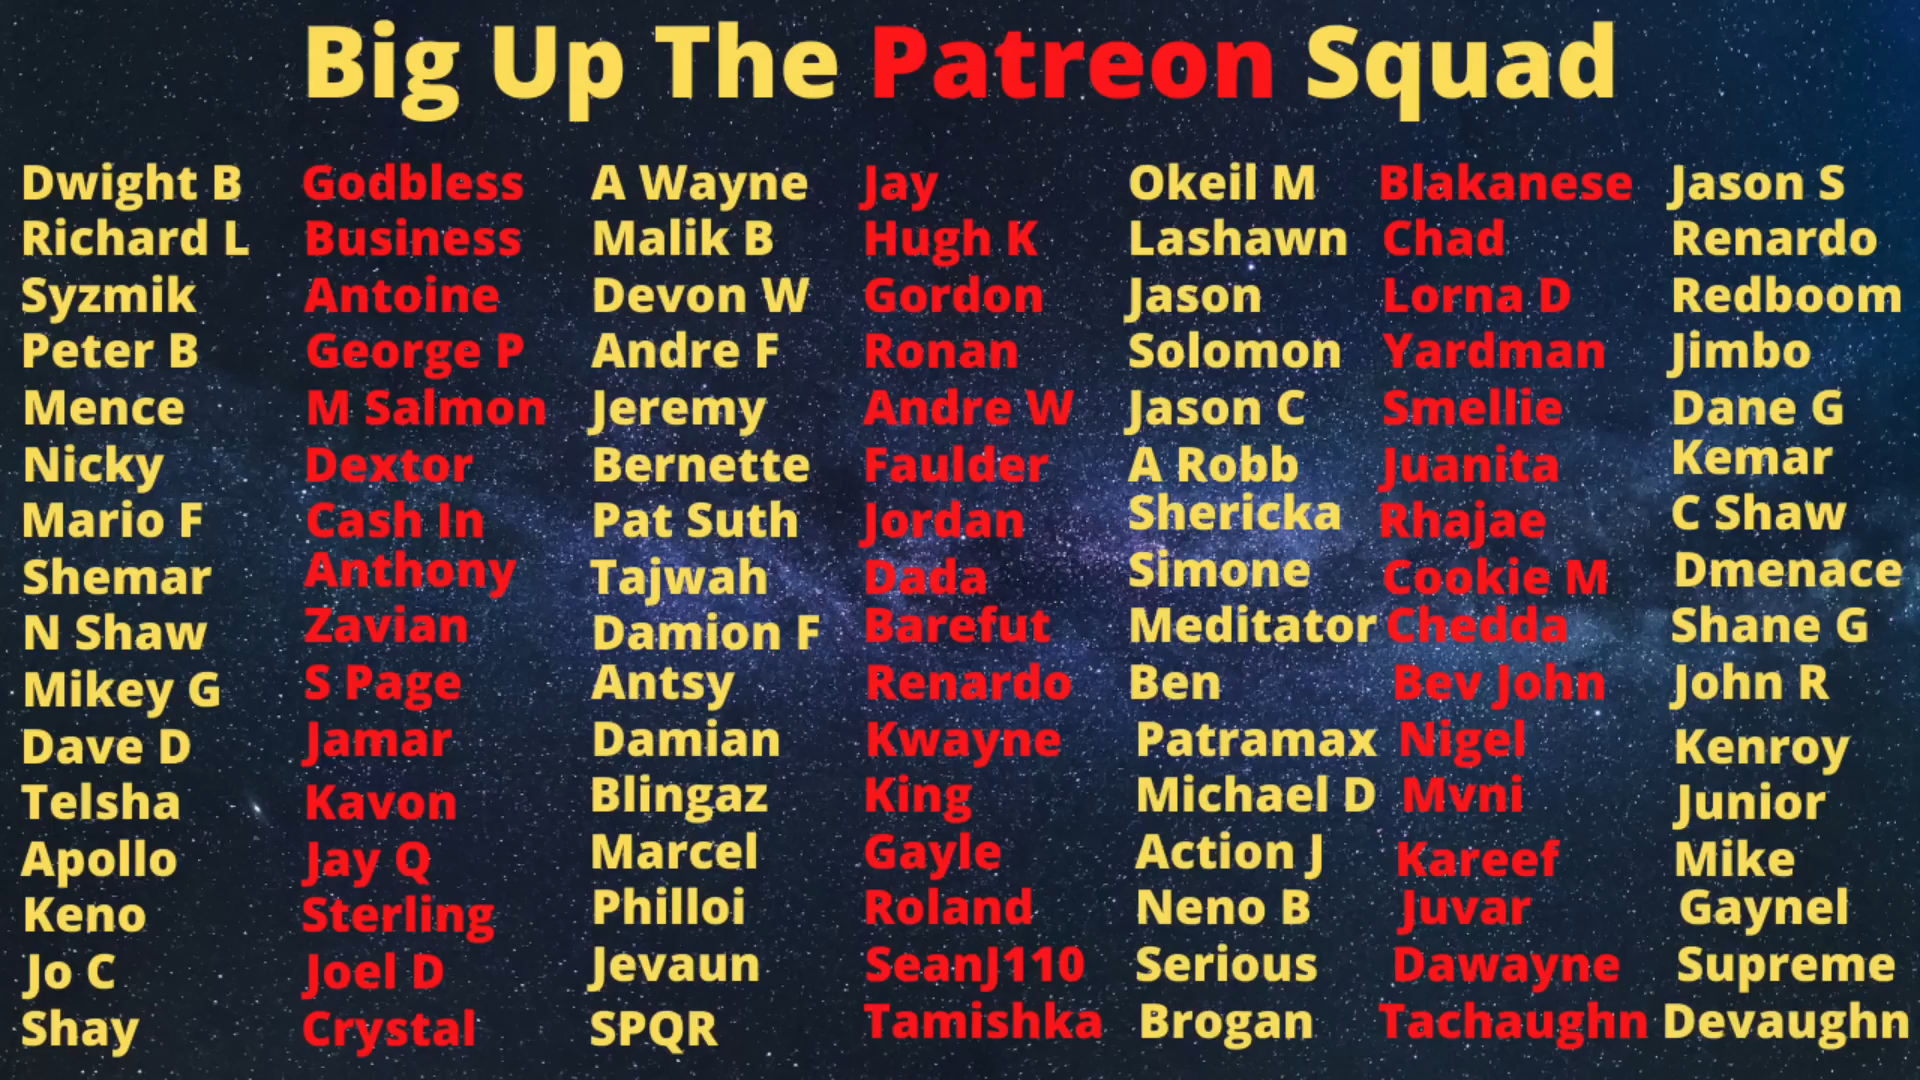 Big Up The Patreon Squad
Dwight B
Richard L
Syzmik
Peter B
Mence
Nicky
Mario F
Shemar
N Shaw
Mikey G
Dave D
Telsha
Apollo
Keno
Jo C
Shay
Godbless
Business
Antoine
George P
M Salmon
Dextor
Cash In
Anthony
Zavian
S Page
Jamar
Kavon
Jay Q
Sterling
Joel D
Crystal
A Wayne
Malik B
Devon W
Andre F
Jeremy
Bernette
Pat Suth
Tajwah
Damion F
Antsy
Damian
Blingaz
Marcel
Philloi
Jevaun
SPQR
Jay
Hugh K
Gordon
Ronan
Andre W
Faulder
Jordan
Dada
Barefut
Renardo
Kwayne
King
Gayle
Roland
SeanJ110
Tamishka
Okeil M
Lashawn
Jason
Solomon
Jason C
A Robb
Shericka
Simone
Meditator
Ben
Patramax
Michael D
Action J
Neno B
Serious
Brogan
Blakanese
Chad
Lorna D
Yardman
Smellie
Juanita
Rhajae
Cookie M
Chedda
Bev John
Nigel
Mvni
Kareef
Juvar
Dawayne
Tachaughn
Jason S
Renardo
Redboom
Jimbo
Dane G
Kemar
C Shaw
Dmenace
Shane G
John R
Kenroy
Junior
Mike
Gaynel
Supreme
Devaughn